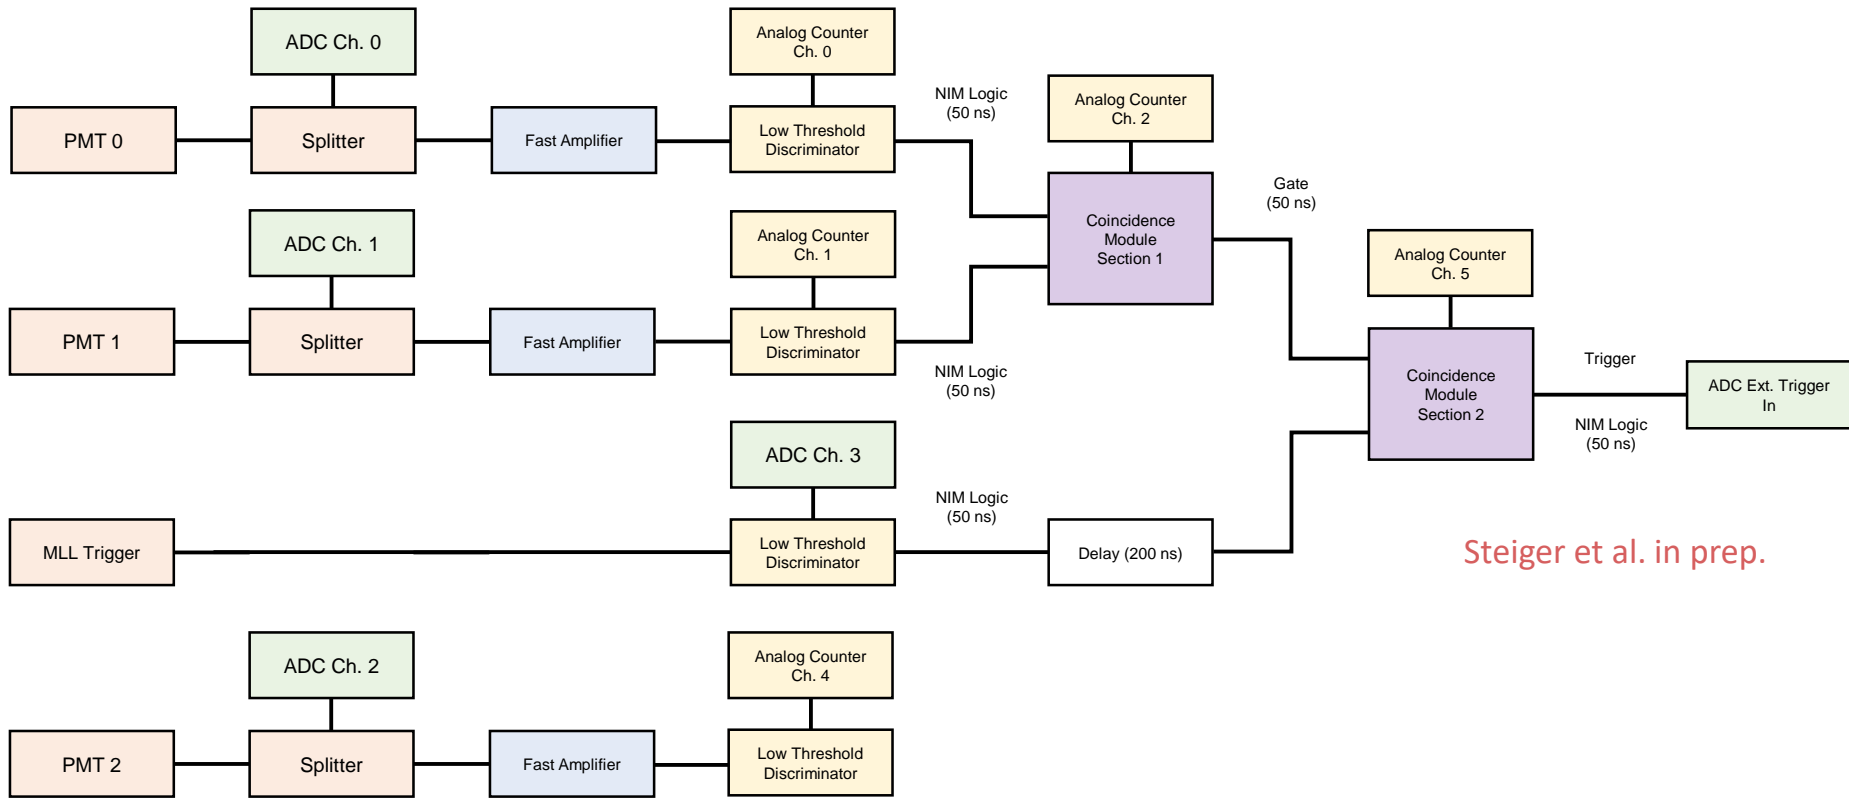 ADC Ch. 0
Analog Counter
Ch. 0
PMT 0
Splitter
Fast Amplifier
Low Threshold
Discriminator
NIM Logic
(50 ns)
Analog Counter
Ch. 2
ADC Ch. 1
Analog Counter
Ch. 1
Coincidence
Module
Section 1
Gate
(50 ns)
PMT 1
Splitter
Fast Amplifier
Low Threshold
Discriminator
NIM Logic
(50 ns)
Analog Counter
Ch. 5
Coincidence
Module
Section 2
Trigger
NIM Logic
(50 ns)
ADC Ext. Trigger
In
ADC Ch. 3
MLL Trigger
Low Threshold
Discriminator
NIM Logic
(50 ns)
Delay (200 ns)
Steiger et al. in prep.
ADC Ch. 2
Analog Counter
Ch. 4
PMT 2
Splitter
Fast Amplifier
Low Threshold
Discriminator